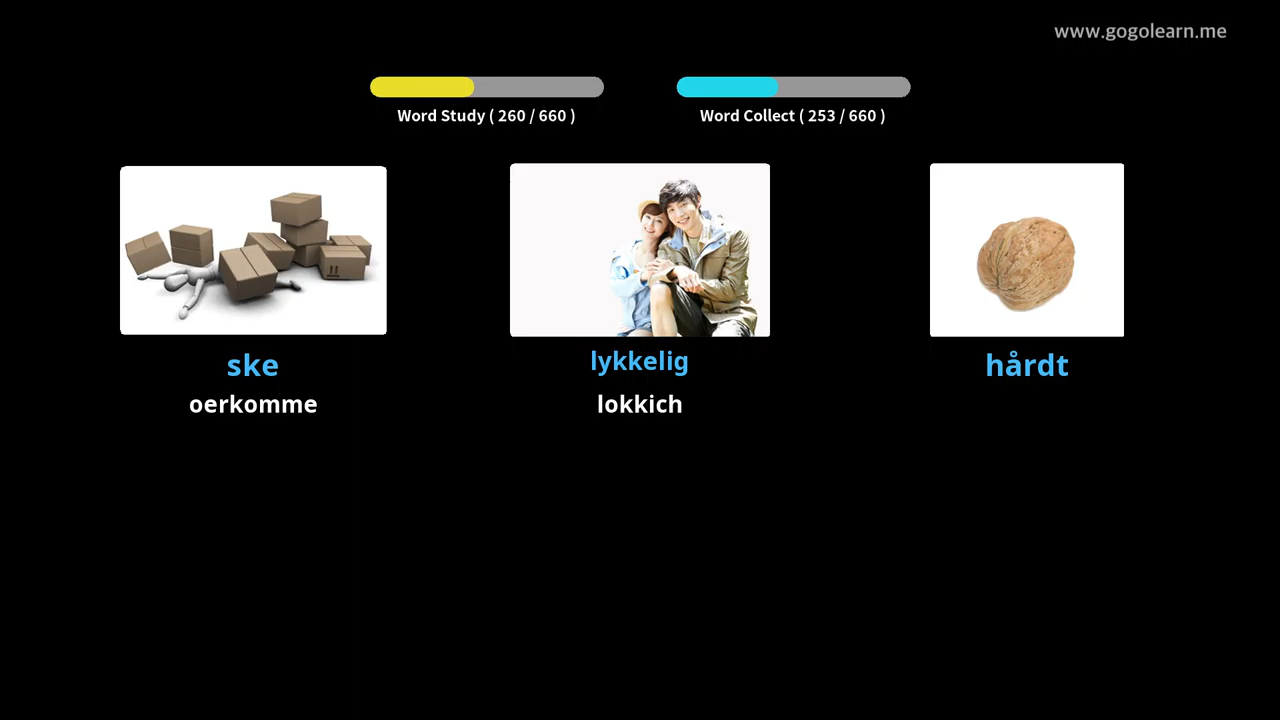 www.gogolearn.me
Word Study ( 260 / 660 )
Word Collect ( 253 / 660 )
ske
lykkelig
hårdt
oerkomme
lokkich